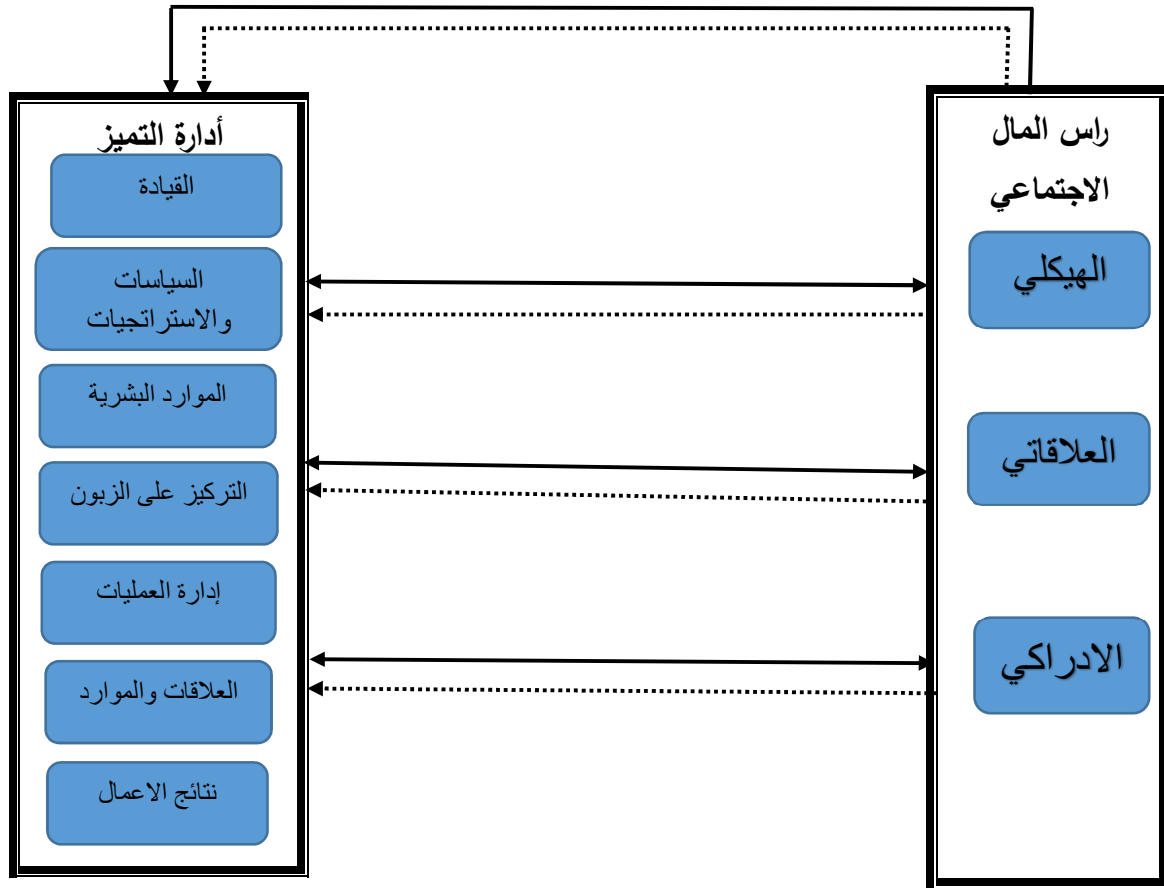 راس المال
الاجتماعي
الهيكلي
العلاقاتي
الادراكي
أدارة التميز
القيادة
السياسات
والاستراتجيات
الموارد البشرية
التركيز على الزبون
إدارة العمليات
العلاقات والموارد
نتائج الاعمال